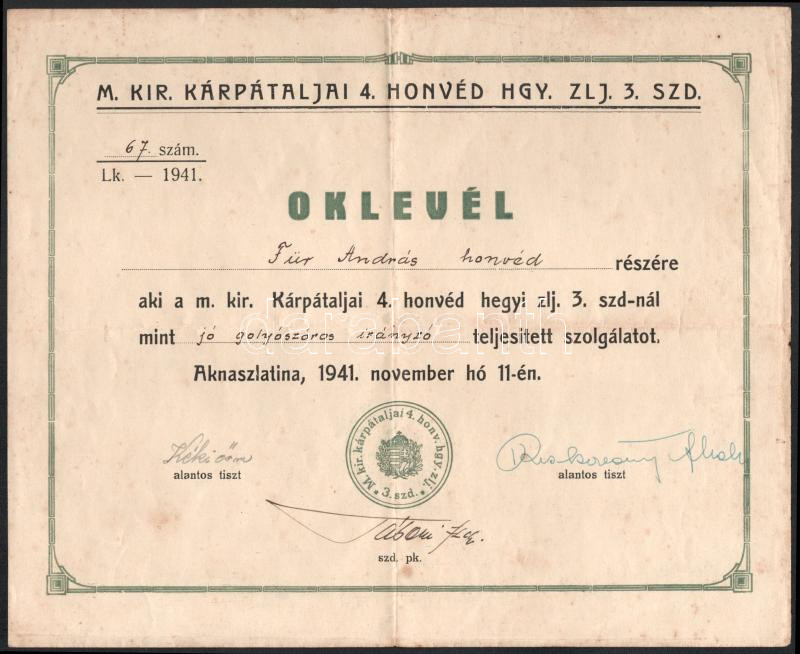 M. KIR. KÁRPÁTALJAI 4. HONVÉD HGY. ZLJ. 3. SZD.
67. szám.
Lk. — 1941.
OKLEVÉL
Für András honvéd részére
aki a m. kir. Kárpátaljai 4. honvéd hegyi zlj. 3. szd-nál
mint jó golyószóros irányzó teljesitett szolgálatot.
Aknaszlatina, 1941. november hó 11-én.
M. kir. kárpátaljai 4. honv. hgy. zlj.
3. szd.
alantos tiszt
alantos tiszt
szd. pk.
darabanth